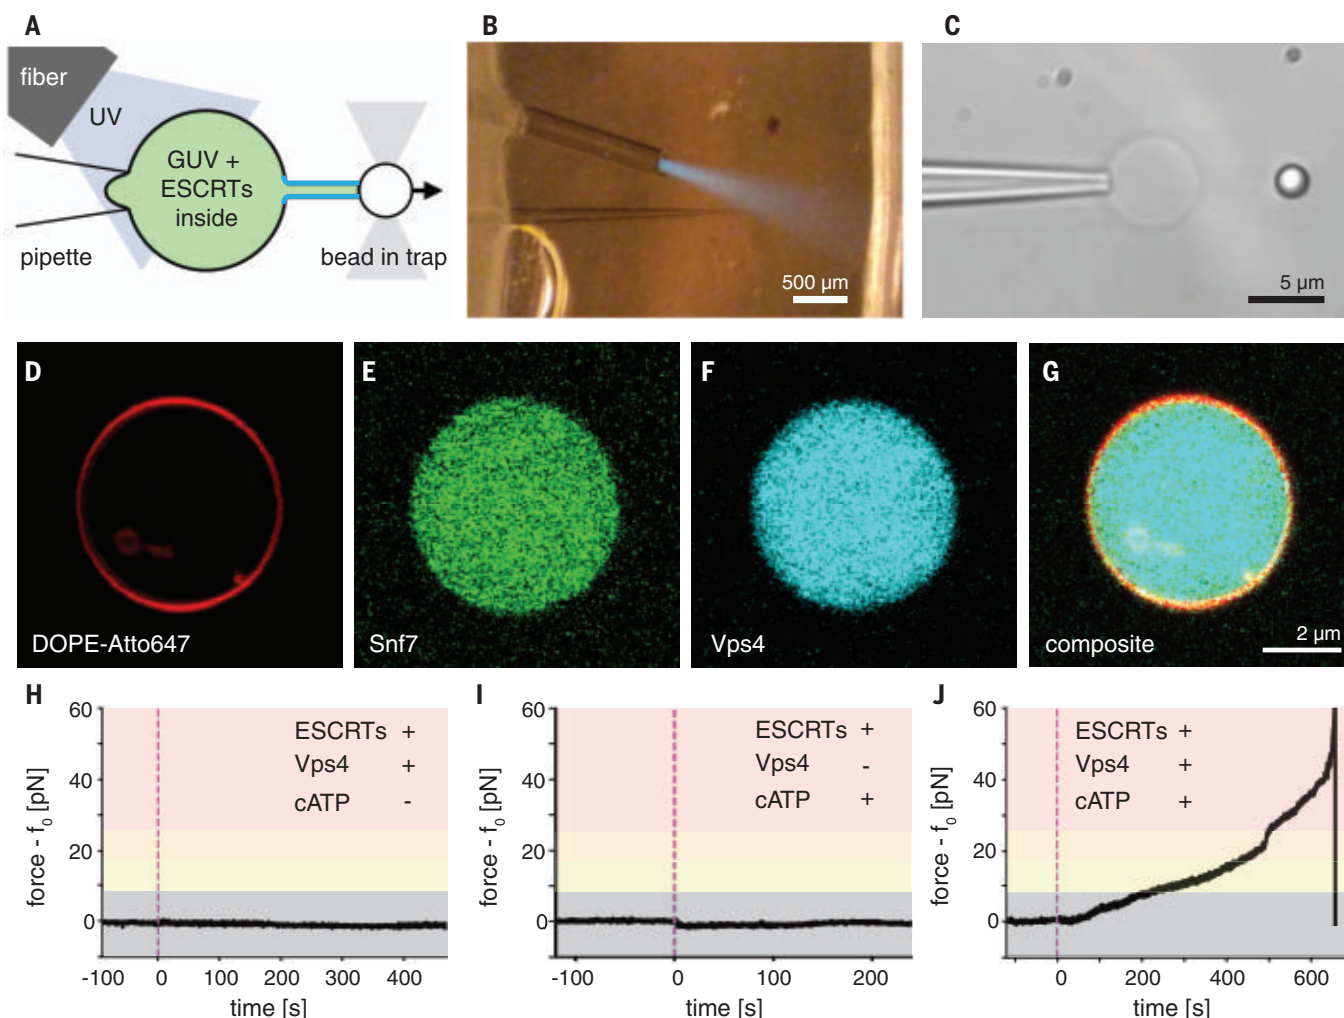 A
fiber
UV
GUV +
ESCRTs
inside
pipette
bead in trap
B
500 µm
C
5 µm
D
DOPE-Atto647
E
Snf7
F
Vps4
G
composite
2 µm
H
force - f0 [pN]
60
40
20
0
ESCRTs +
Vps4 +
cATP -
-100 0 100 200 300 400
time [s]
I
force - f0 [pN]
60
40
20
0
ESCRTs +
Vps4 -
cATP +
-100 0 100 200
time [s]
J
force - f0 [pN]
60
40
20
0
ESCRTs +
Vps4 +
cATP +
0 200 400 600
time [s]